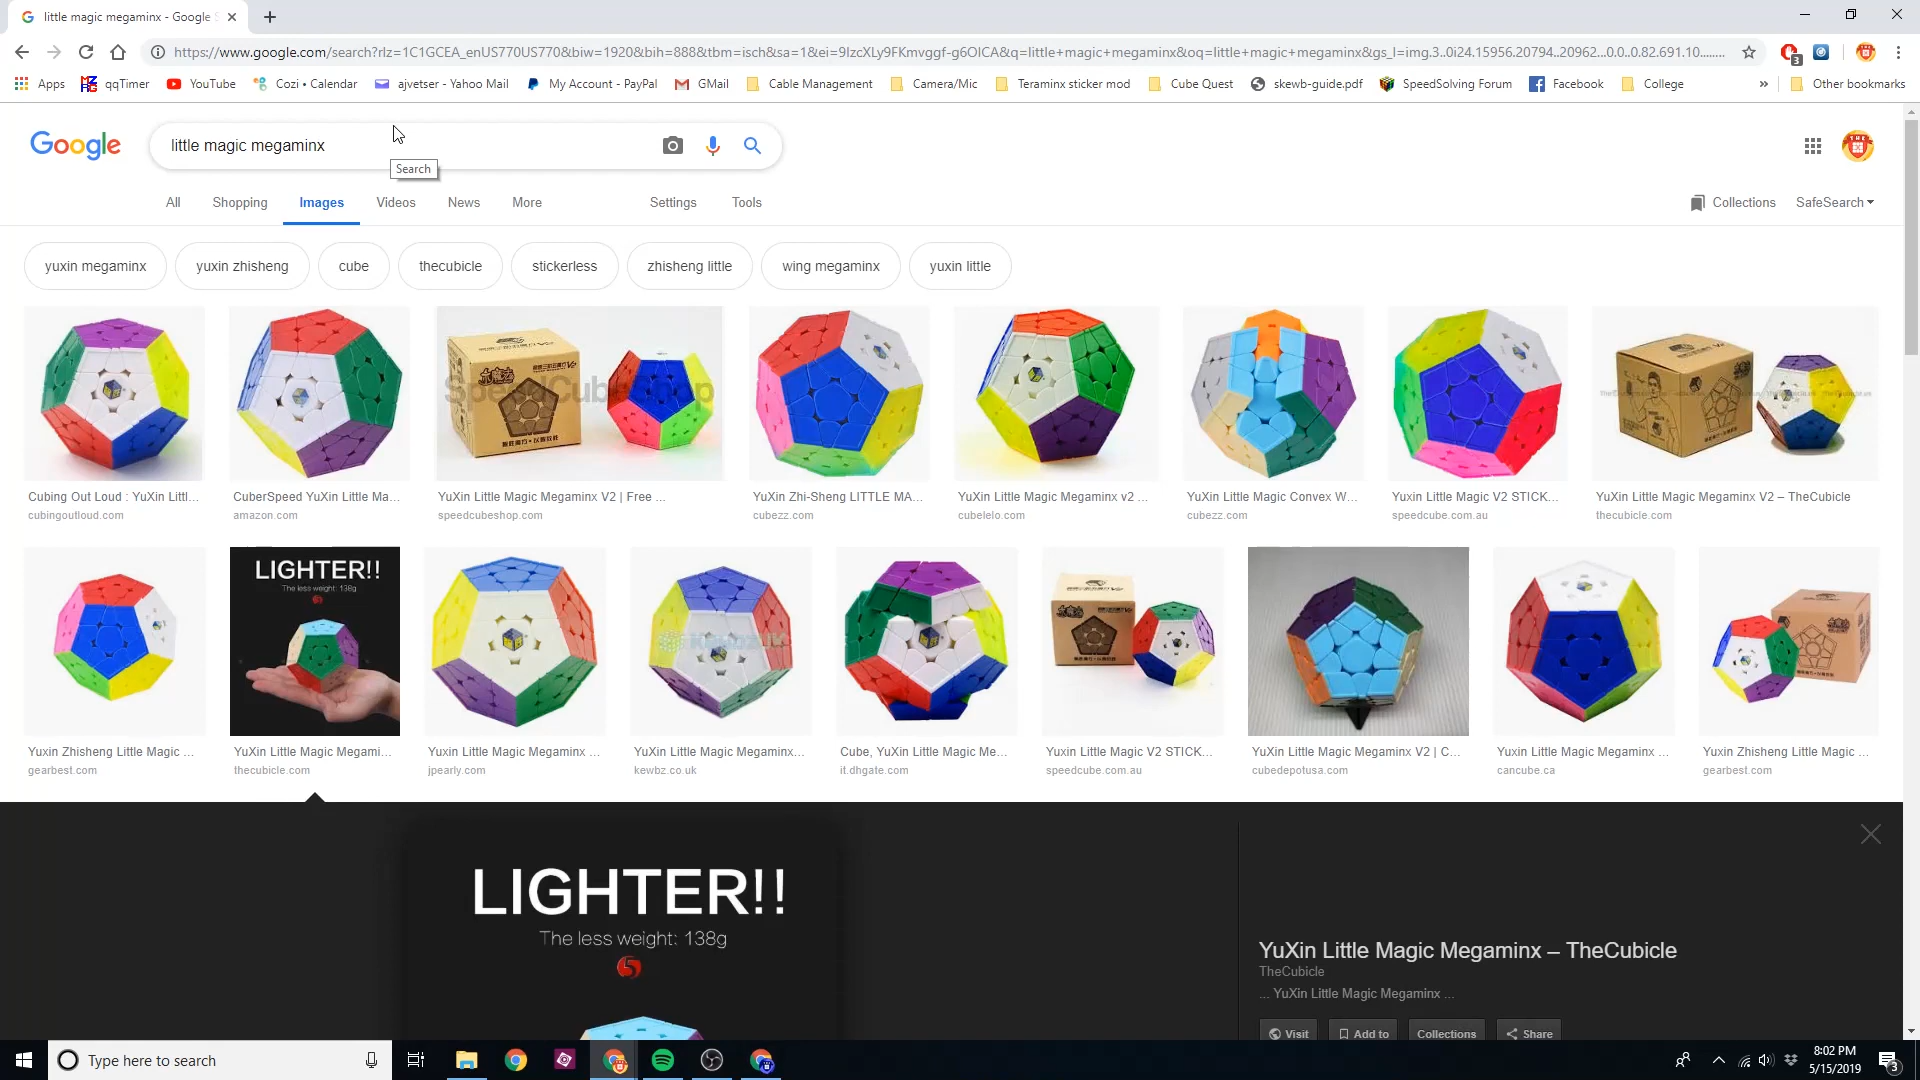 little magic megaminx - Google S
https://www.google.com/search?rlz=1C1GCEA_enUS770US770&biw=1920&bih=888&tbm=isch&sa=1&ei=9IzcXLy9FKmvggf-g6OICA&q=little+magic+megaminx&oq=little+magic+megaminx&gs_l=img.3..0i24.15956.20794..20962...0.0..0.82.691.10........
3
Apps
qqTimer
YouTube
Cozi • Calendar
ajvetser - Yahoo Mail
My Account - PayPal
GMail
Cable Management
Camera/Mic
Teraminx sticker mod
Cube Quest
skewb-guide.pdf
SpeedSolving Forum
Facebook
College
»
Other bookmarks
Google
little magic megaminx
Search
All Shopping Images Videos News More Settings Tools
Collections SafeSearch
yuxin megaminx yuxin zhisheng cube thecubicle stickerless zhisheng little wing megaminx yuxin little
SpeedCubeShop
Cubing Out Loud : YuXin Littl...
cubingoutloud.com
CuberSpeed YuXin Little Ma...
amazon.com
YuXin Little Magic Megaminx V2 | Free ...
speedcubeshop.com
YuXin Zhi-Sheng LITTLE MA...
cubezz.com
YuXin Little Magic Megaminx v2 ...
cubelelo.com
YuXin Little Magic Convex W...
cubezz.com
Yuxin Little Magic V2 STICK...
speedcube.com.au
YuXin Little Magic Megaminx V2 – TheCubicle
thecubicle.com
LIGHTER!!
The less weight: 138g
Yuxin Zhisheng Little Magic ...
gearbest.com
YuXin Little Magic Megami...
thecubicle.com
YuXin Little Magic Megaminx ...
jpearly.com
YuXin Little Magic Megaminx...
kewbz.co.uk
Cube, YuXin Little Magic Me...
it.dhgate.com
Yuxin Little Magic V2 STICK...
speedcube.com.au
YuXin Little Magic Megaminx V2 | C...
cubedepotusa.com
Yuxin Little Magic Megaminx ...
cancube.ca
Yuxin Zhisheng Little Magic ...
gearbest.com
LIGHTER!!
The less weight: 138g
YuXin Little Magic Megaminx – TheCubicle
TheCubicle
... YuXin Little Magic Megaminx ...
Visit
Add to
Collections
Share
Type here to search
8:02 PM
5/15/2019
3